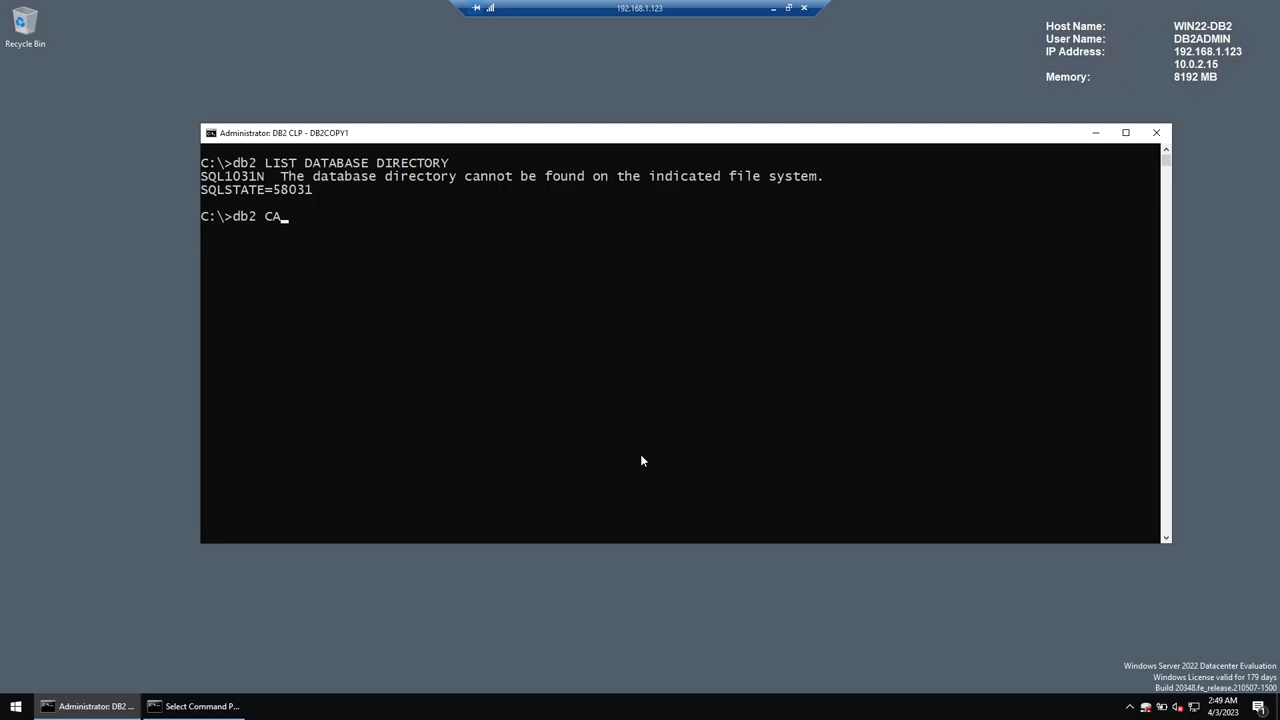 192.168.1.123
Recycle Bin
Host Name: WIN22-DB2
User Name: DB2ADMIN
IP Address: 192.168.1.123
10.0.2.15
Memory: 8192 MB
Administrator: DB2 CLP - DB2COPY1
C:\>db2 LIST DATABASE DIRECTORY
SQL1031N  The database directory cannot be found on the indicated file system.
SQLSTATE=58031
C:\>db2 CA_
Windows Server 2022 Datacenter Evaluation
Windows License valid for 179 days
Build 20348.fe_release.210507-1500
Administrator: DB2 ...
Select Command P...
2:49 AM
4/3/2023
1